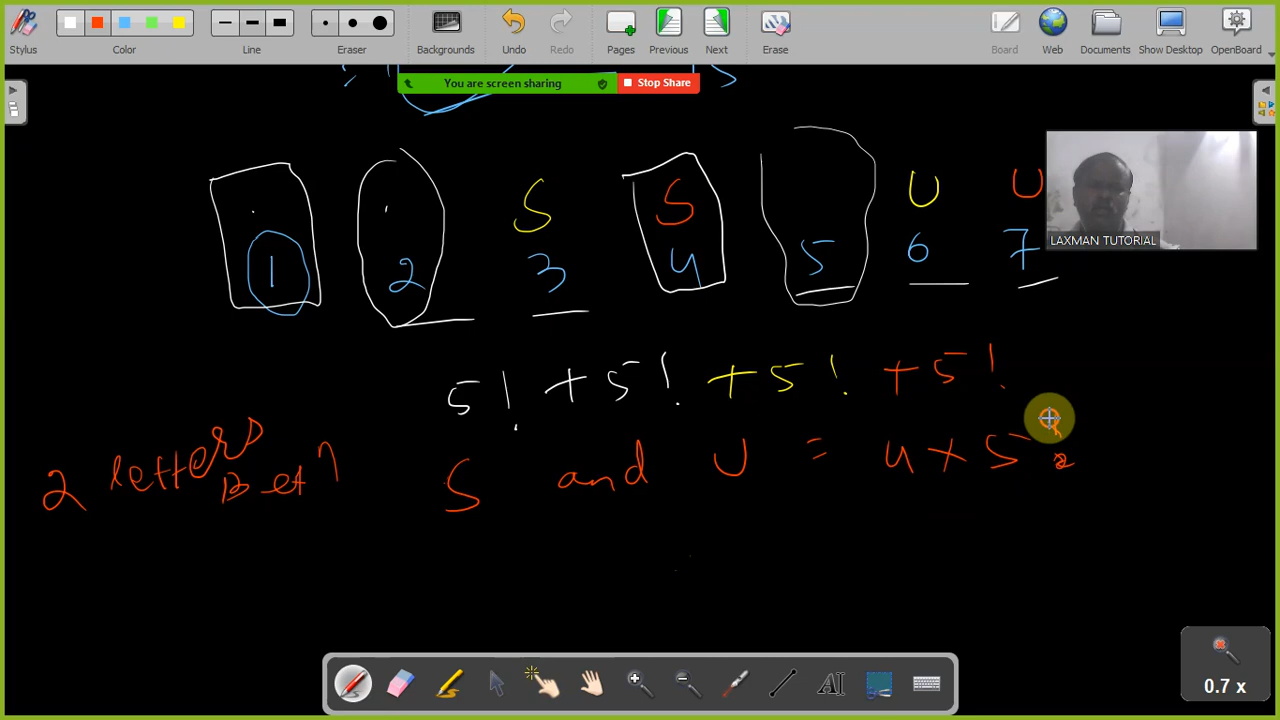 Stylus
Color
Line
Eraser
Backgrounds
Undo
Redo
Pages
Previous
Next
Erase
Board
Web
Documents
Show Desktop
OpenBoard
You are screen sharing
Stop Share
S S U U
1 2 3 4 5 6 7
LAXMAN TUTORIAL
5! + 5! + 5! + 5!
2 letters Betn S and U = 4 × 5
0.7 x